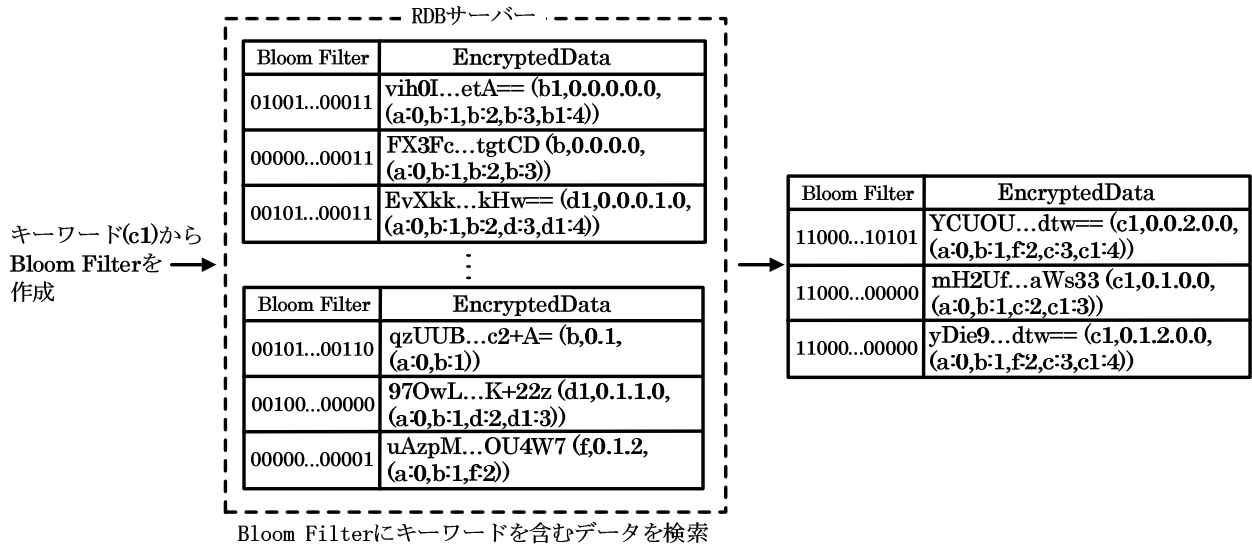 RDBサーバー
Bloom Filter EncryptedData
01001...00011 vih0I...etA== (b1,0.0.0.0.0,
(a:0,b:1,b:2,b:3,b1:4))
00000...00011 FX3Fc...tgtCD (b,0.0.0.0,
(a:0,b:1,b:2,b:3))
00101...00011 EvXkk...kHw== (d1,0.0.0.1.0,
(a:0,b:1,b:2,d:3,d1:4))
⋮
Bloom Filter EncryptedData
00101...00110 qzUUB...c2+A= (b,0.1,
(a:0,b:1))
00100...00000 97OwL...K+22z (d1,0.1.1.0,
(a:0,b:1,d:2,d1:3))
00000...00001 uAzpM...OU4W7 (f,0.1.2,
(a:0,b:1,f:2))
Bloom Filterにキーワードを含むデータを検索
キーワード(c1)から
Bloom Filterを
作成
Bloom Filter EncryptedData
11000...10101 YCUOU...dtw== (c1,0.0.2.0.0,
(a:0,b:1,f:2,c:3,c1:4))
11000...00000 mH2Uf...aWs33 (c1,0.1.0.0,
(a:0,b:1,c:2,c1:3))
11000...00000 yDie9...dtw== (c1,0.1.2.0.0,
(a:0,b:1,f:2,c:3,c1:4))